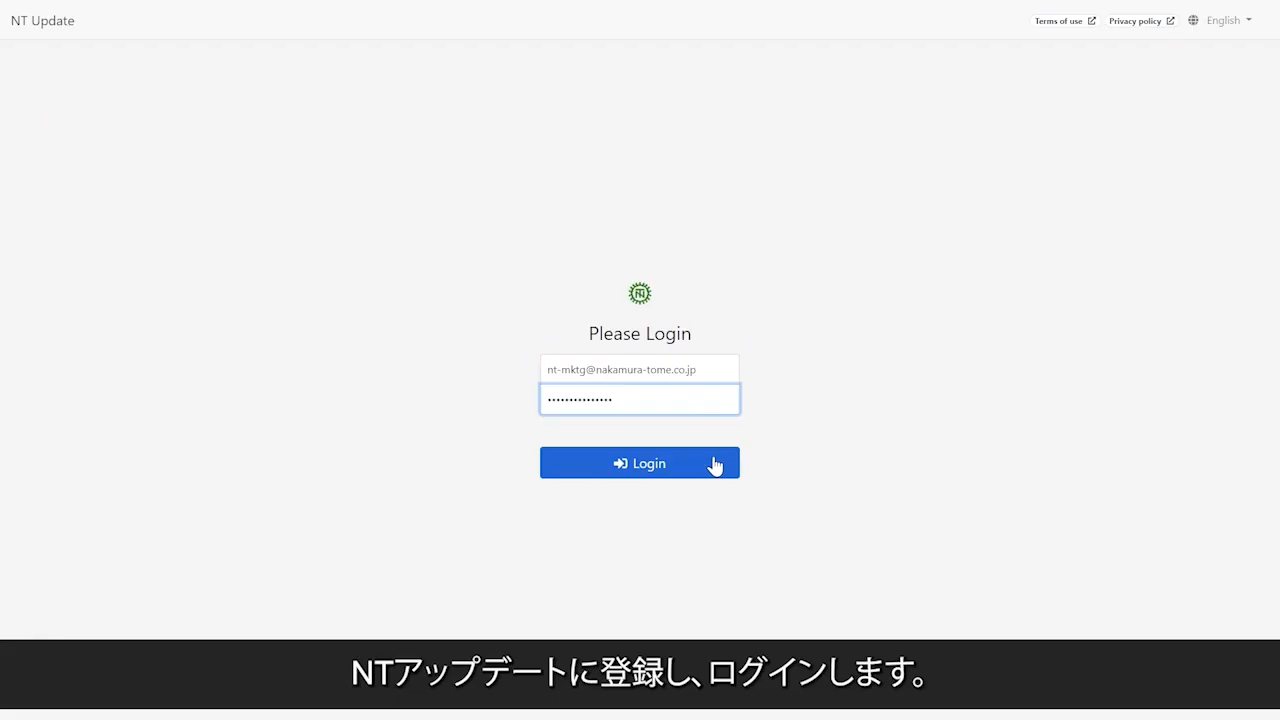 NT Update
Terms of use
Privacy policy
English
Please Login
nt-mktg@nakamura-tome.co.jp
•••••••••••••••
Login
NTアップデートに登録し、ログインします。